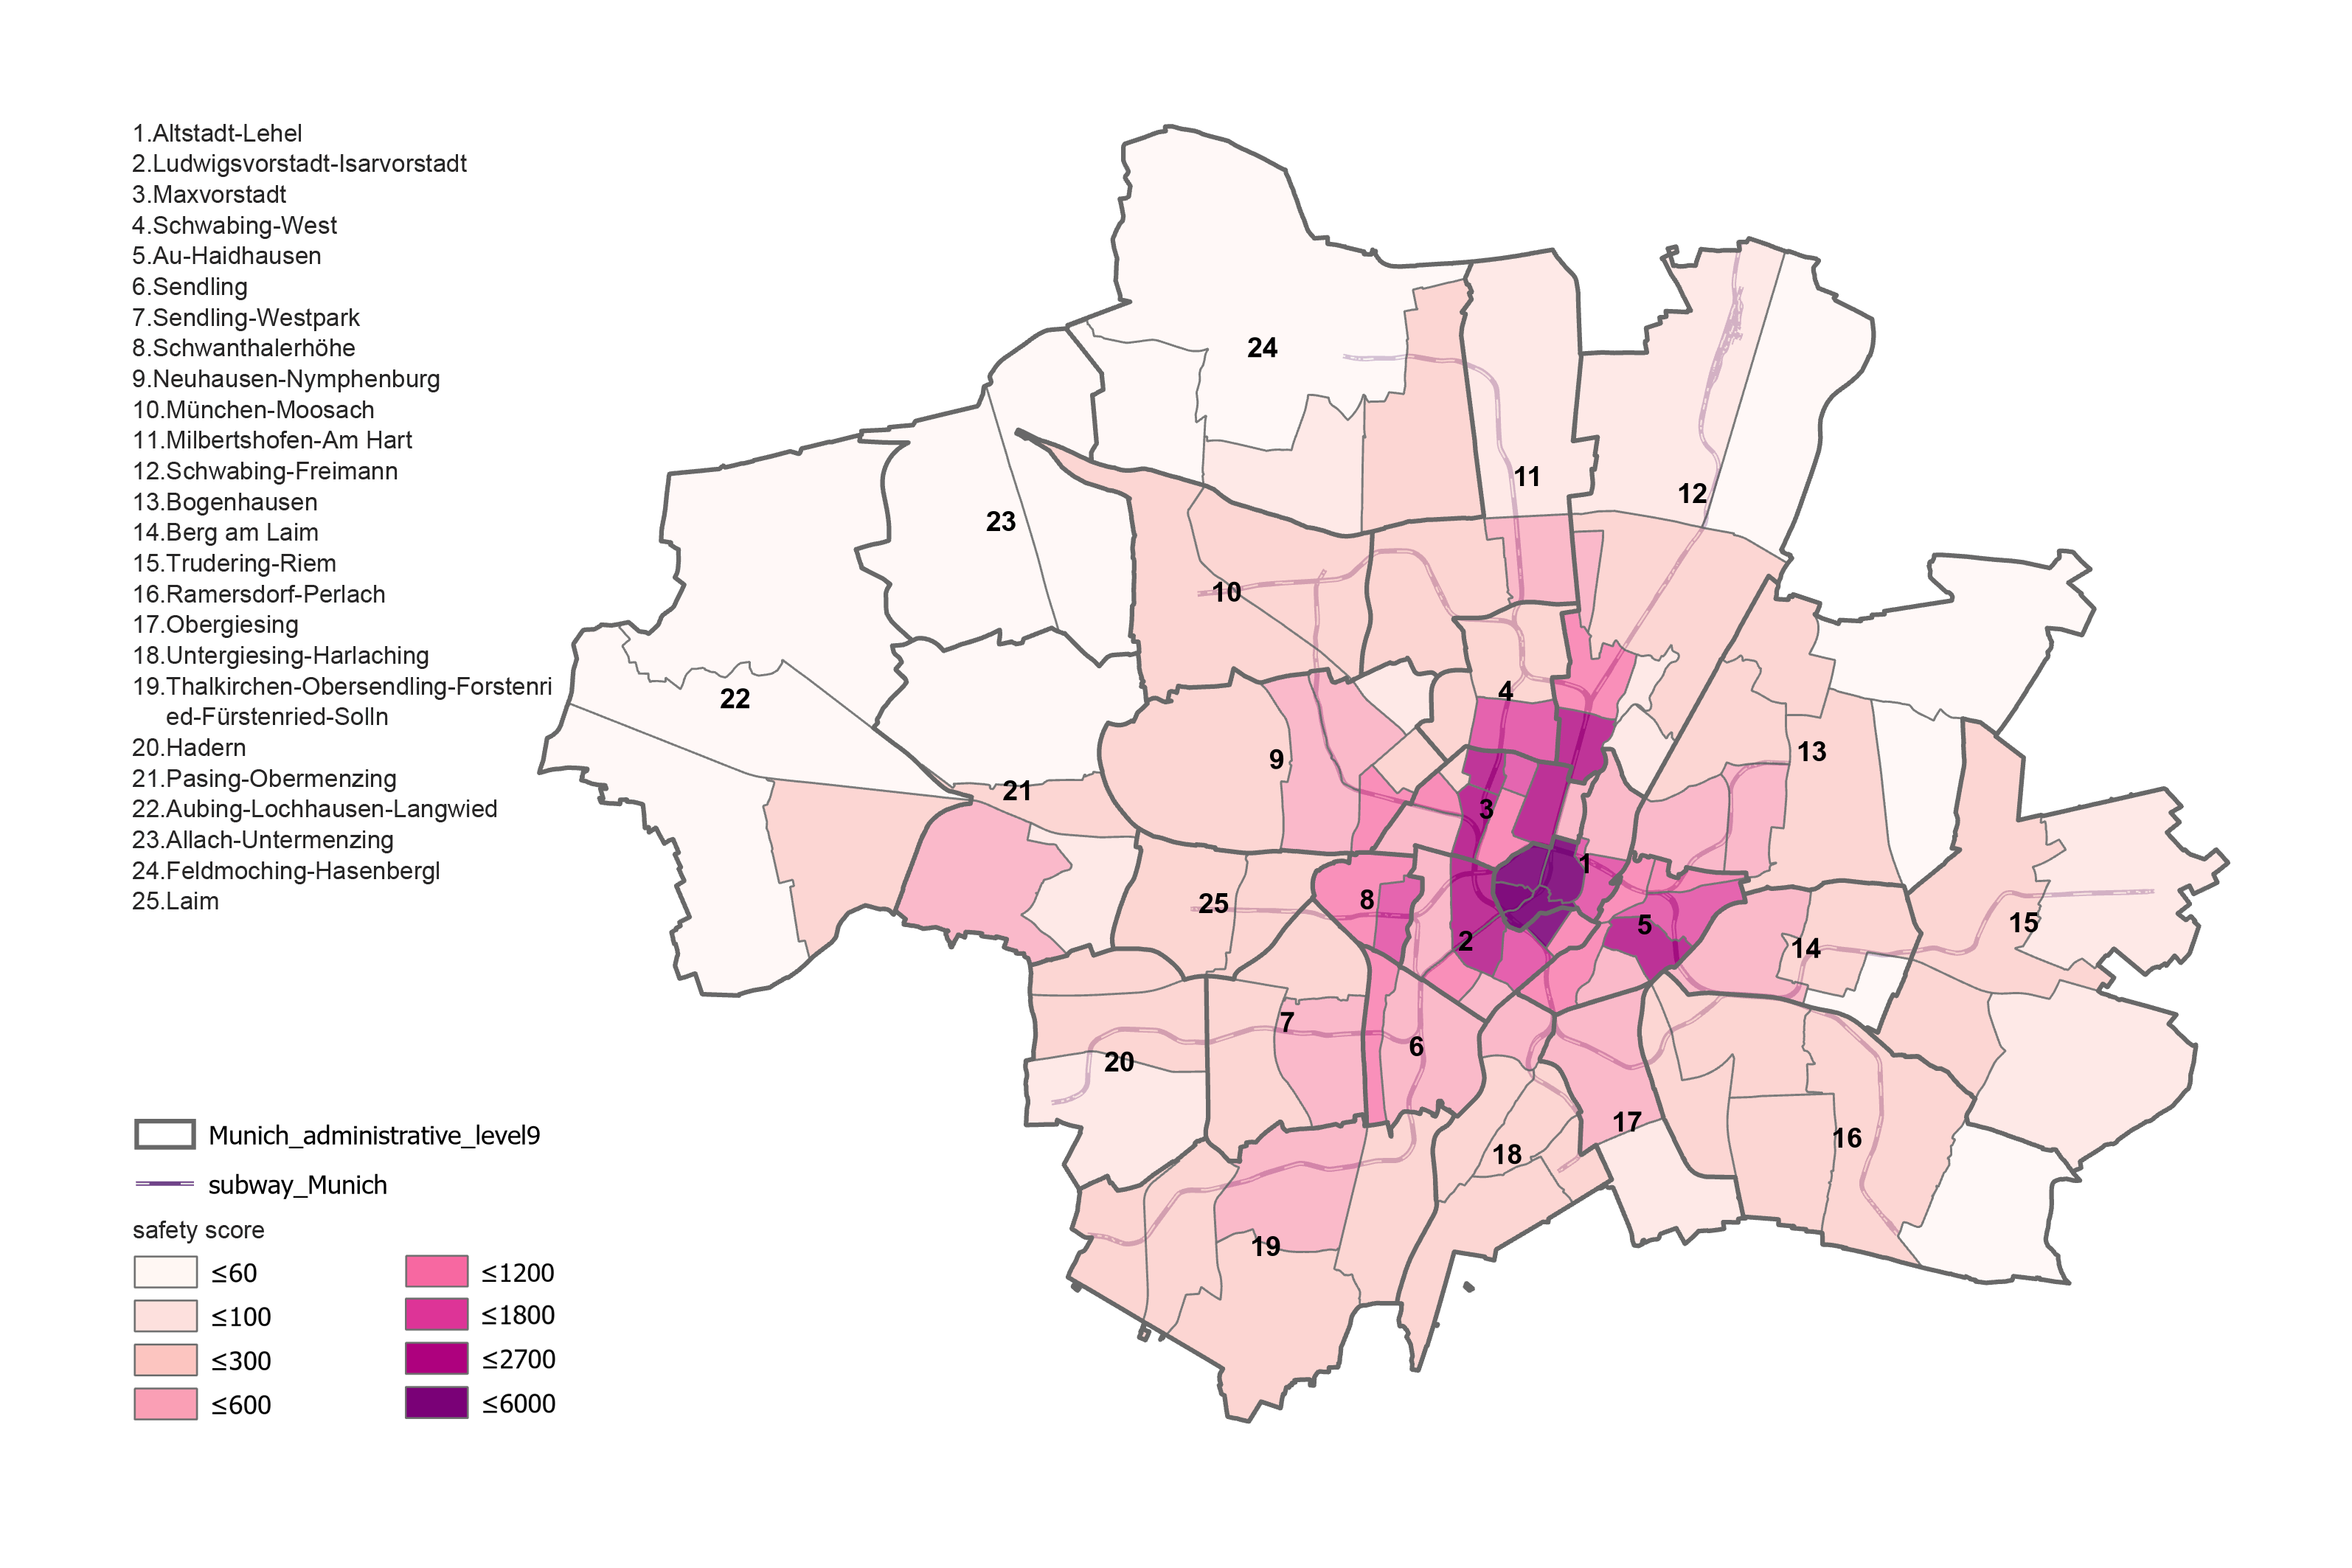 1.Altstadt-Lehel
2.Ludwigsvorstadt-Isarvorstadt
3.Maxvorstadt
4.Schwabing-West
5.Au-Haidhausen
6.Sendling
7.Sendling-Westpark
8.Schwanthalerhöhe
9.Neuhausen-Nymphenburg
10.München-Moosach
11.Milbertshofen-Am Hart
12.Schwabing-Freimann
13.Bogenhausen
14.Berg am Laim
15.Trudering-Riem
16.Ramersdorf-Perlach
17.Obergiesing
18.Untergiesing-Harlaching
19.Thalkirchen-Obersendling-Forstenri
ed-Fürstenried-Solln
20.Hadern
21.Pasing-Obermenzing
22.Aubing-Lochhausen-Langwied
23.Allach-Untermenzing
24.Feldmoching-Hasenbergl
25.Laim
Munich_administrative_level9
subway_Munich
safety score
≤60
≤100
≤300
≤600
≤1200
≤1800
≤2700
≤6000
24
11
12
23
10
4
22
13
9
21
3
1
8
25
5
15
2
14
7
6
20
17
16
18
19